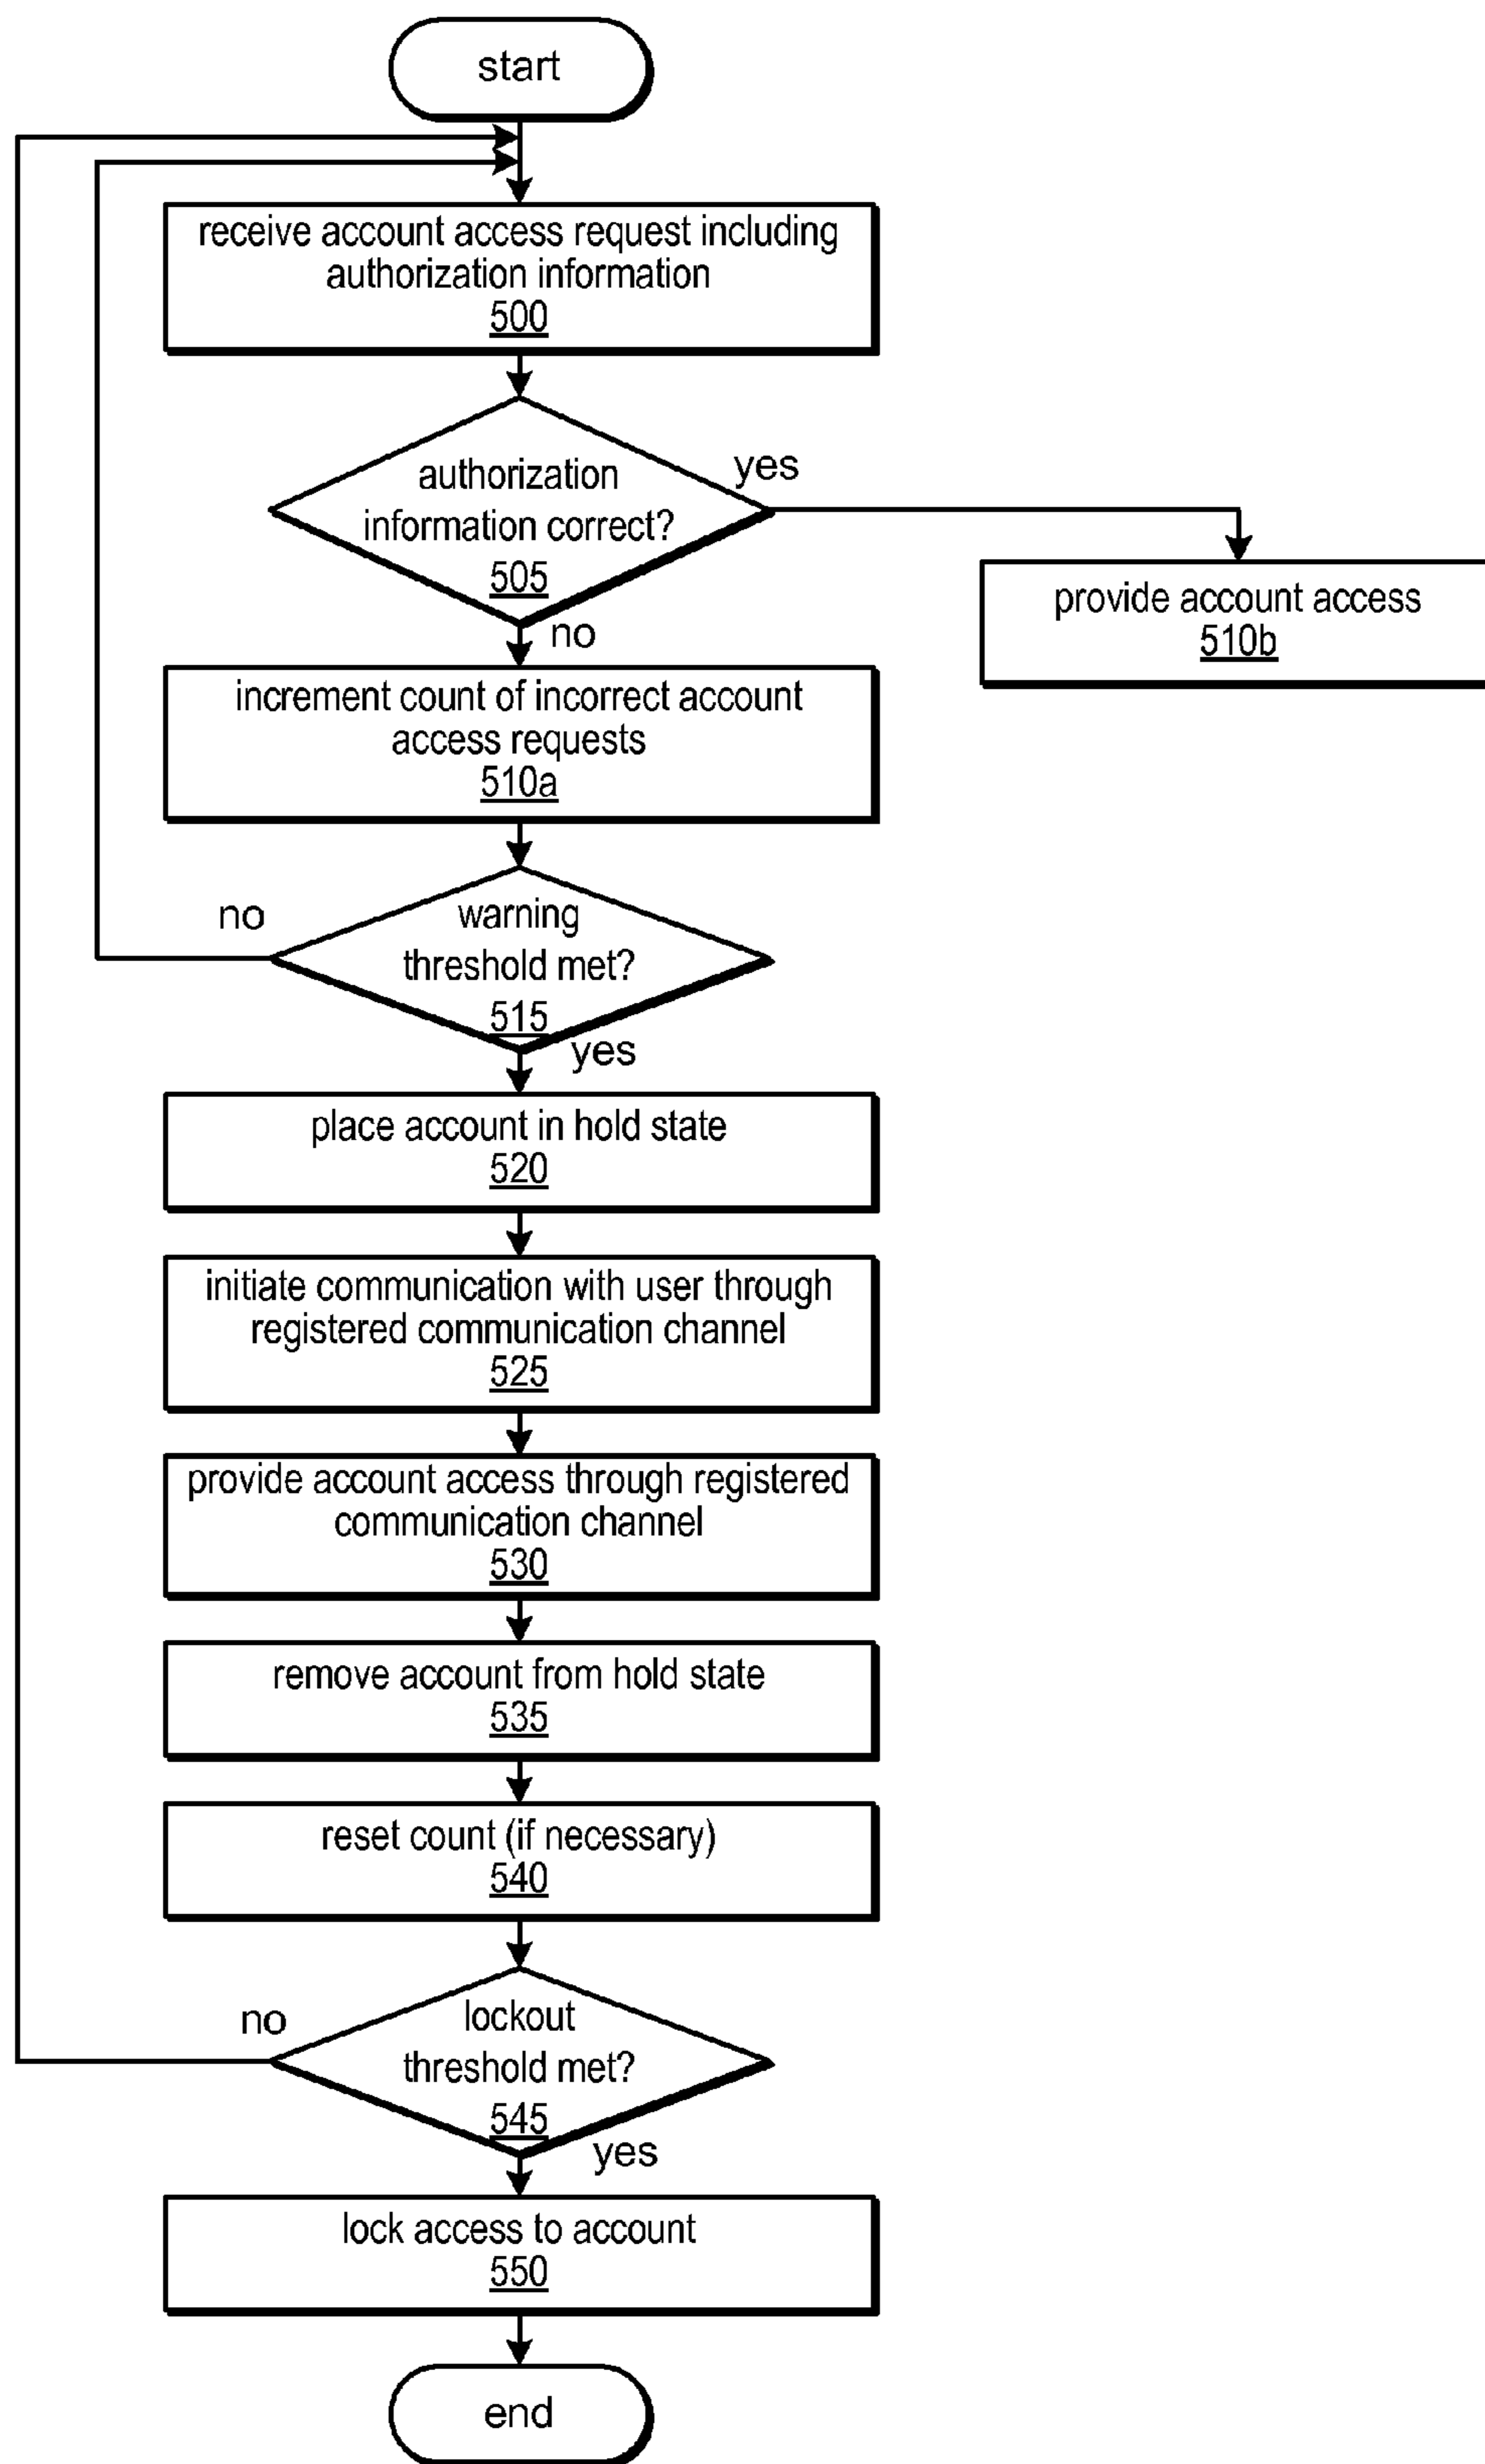 start
receive account access request including
authorization information
500
authorization
information correct?
505
yes
no
provide account access
510b
increment count of incorrect account
access requests
510a
warning
threshold met?
515
no
yes
place account in hold state
520
initiate communication with user through
registered communication channel
525
provide account access through registered
communication channel
530
remove account from hold state
535
reset count (if necessary)
540
lockout
threshold met?
545
no
yes
lock access to account
550
end